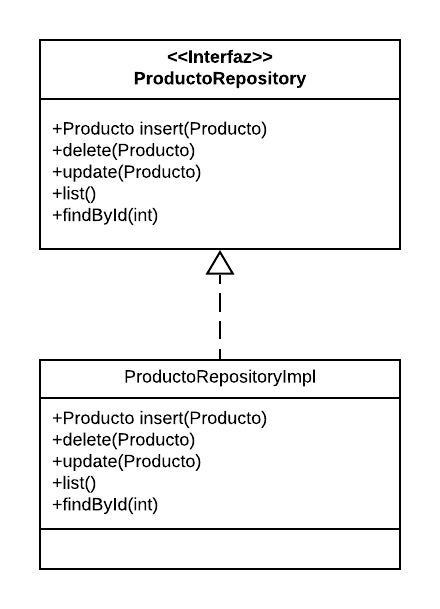 <<Interfaz>>
ProductoRepository
+Producto insert(Producto)
+delete(Producto)
+update(Producto)
+list()
+findById(int)
ProductoRepositoryImpl
+Producto insert(Producto)
+delete(Producto)
+update(Producto)
+list()
+findById(int)